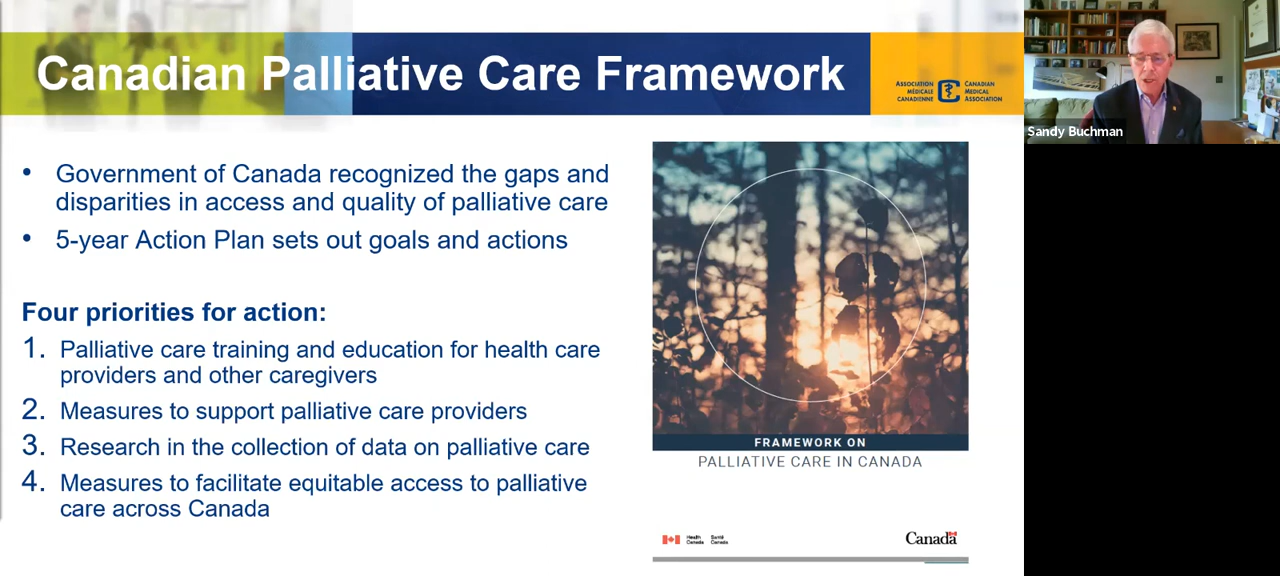 Canadian Palliative Care Framework
ASSOCIATION
MÉDICALE
CANADIENNE
CANADIAN
MEDICAL
ASSOCIATION
Sandy Buchman
• Government of Canada recognized the gaps and
disparities in access and quality of palliative care
• 5-year Action Plan sets out goals and actions
Four priorities for action:
1. Palliative care training and education for health care
providers and other caregivers
2. Measures to support palliative care providers
3. Research in the collection of data on palliative care
4. Measures to facilitate equitable access to palliative
care across Canada
FRAMEWORK ON
PALLIATIVE CARE IN CANADA
Health
Canada
Santé
Canada
Canada